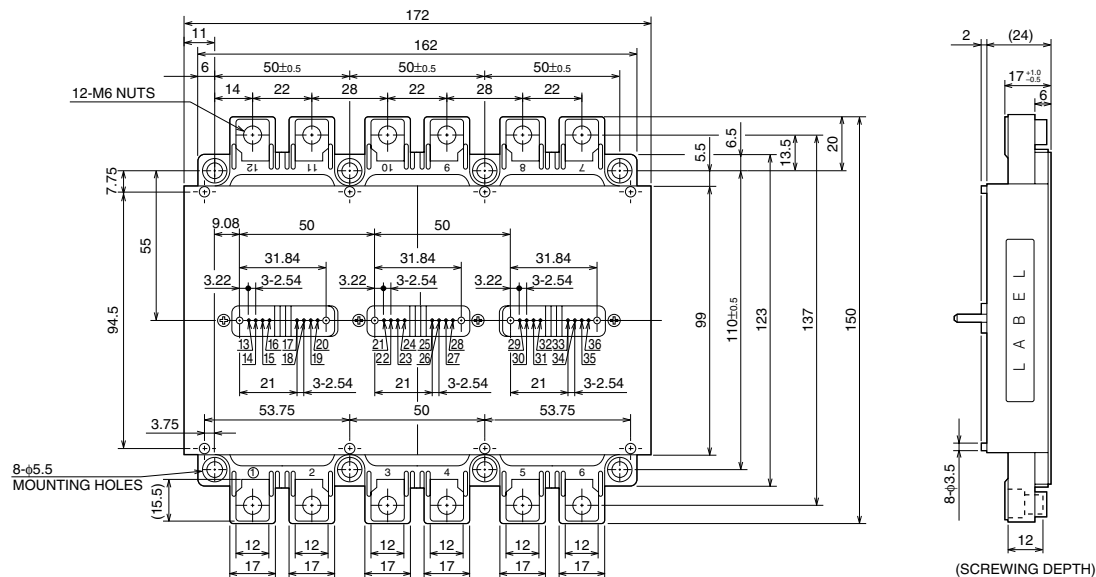 172
11
162
6
50±0.5 50±0.5 50±0.5
12-M6 NUTS
14 22 28 22 28 22
12 11 10 9 8 7
5.5
6.5
13.5
20
7.75
55
94.5
9.08 50 50
31.84 31.84 31.84
3.22 3-2.54 3.22 3-2.54 3.22 3-2.54
13 16 17 20 21 24 25 28 29 32 33 36
14 15 18 19 22 23 26 27 30 31 34 35
21 3-2.54 21 3-2.54 21 3-2.54
99
110±0.5
123
137
150
53.75 50 53.75
3.75
8-φ5.5
MOUNTING HOLES
1 2 3 4 5 6
(15.5)
12 12 12 12 12 12
17 17 17 17 17 17
2 (24)
17 +1.0 -0.5
6
LABEL
8-φ3.5
12
(SCREWING DEPTH)